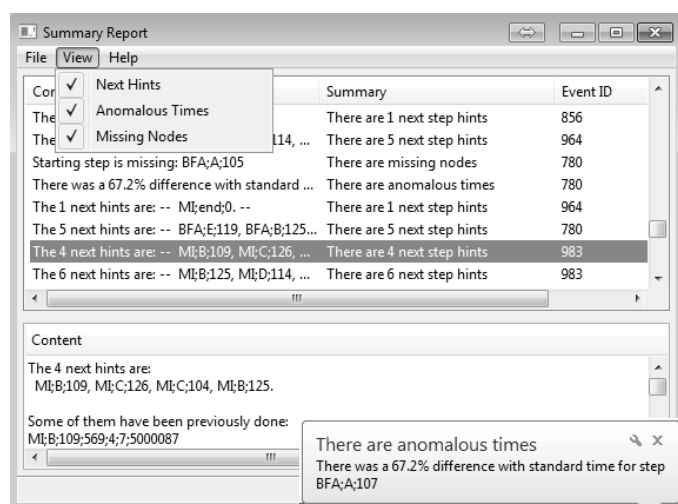 Summary Report
File View Help
Next Hints
Anomalous Times
Missing Nodes
Summary Event ID
The There are 1 next step hints 856
The 114, ... There are 5 next step hints 964
Starting step is missing: BFA;A;105 There are missing nodes 780
There was a 67.2% difference with standard ... There are anomalous times 780
The 1 next hints are: -- MI;end;0. -- There are 1 next step hints 964
The 5 next hints are: -- BFA;E;119, BFA;B;125... There are 5 next step hints 780
The 4 next hints are: -- MI;B;109, MI;C;126, ... There are 4 next step hints 983
The 6 next hints are: -- MI;B;125, MI;D;114, ... There are 6 next step hints 983
Content
The 4 next hints are:
MI;B;109, MI;C;126, MI;C;104, MI;B;125.
Some of them have been previously done:
MI;B;109;569;4;7;5000087
There are anomalous times
There was a 67.2% difference with standard time for step
BFA;A;107